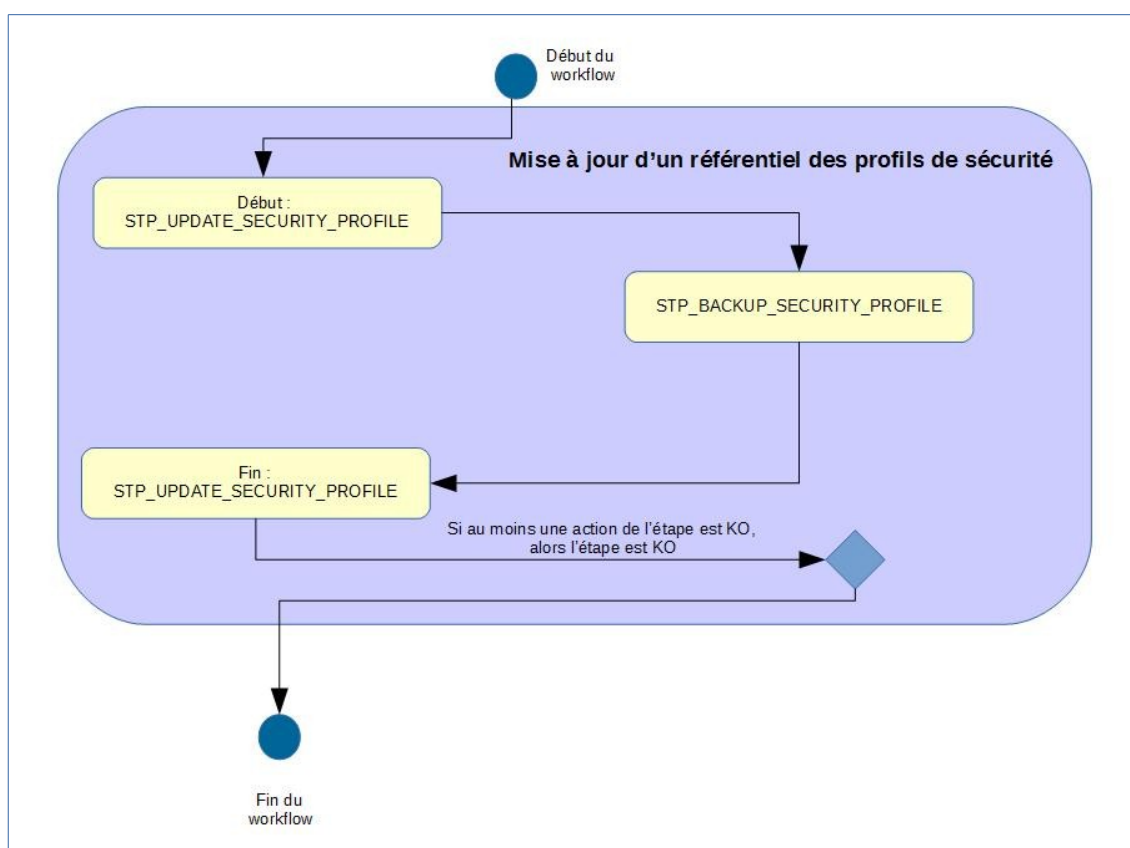 Début du
workflow
Mise à jour d’un référentiel des profils de sécurité
Début :
STP_UPDATE_SECURITY_PROFILE
STP_BACKUP_SECURITY_PROFILE
Fin :
STP_UPDATE_SECURITY_PROFILE
Si au moins une action de l’étape est KO,
alors l’étape est KO
Fin du
workflow